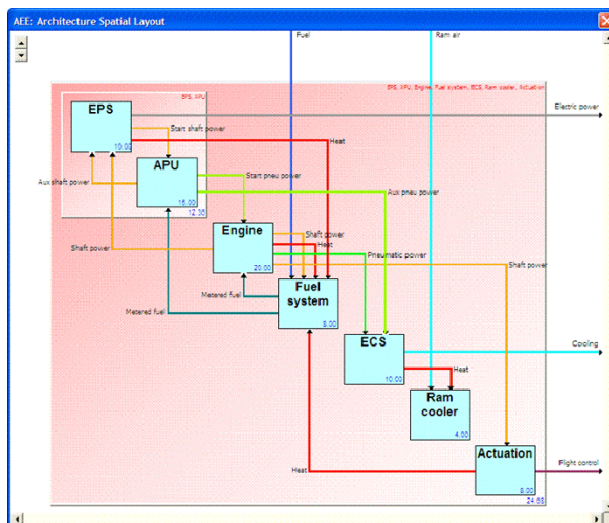 AEE: Architecture Spatial Layout
Fuel
Ram air
EPS, APU
EPS, APU, Engine, Fuel system, ECS, Ram cooler, Actuation
EPS
10.00
Electric power
Start shaft power
Heat
APU
15.00
12.35
Aux shaft power
Start pneu power
Aux pneu power
Engine
20.00
Shaft power
Shaft power
Heat
Pneumatic power
Shaft power
Fuel
system
8.00
Metered fuel
Metered fuel
ECS
10.00
Cooling
Heat
Ram
cooler
4.00
Actuation
8.00
24.68
Heat
Flight control